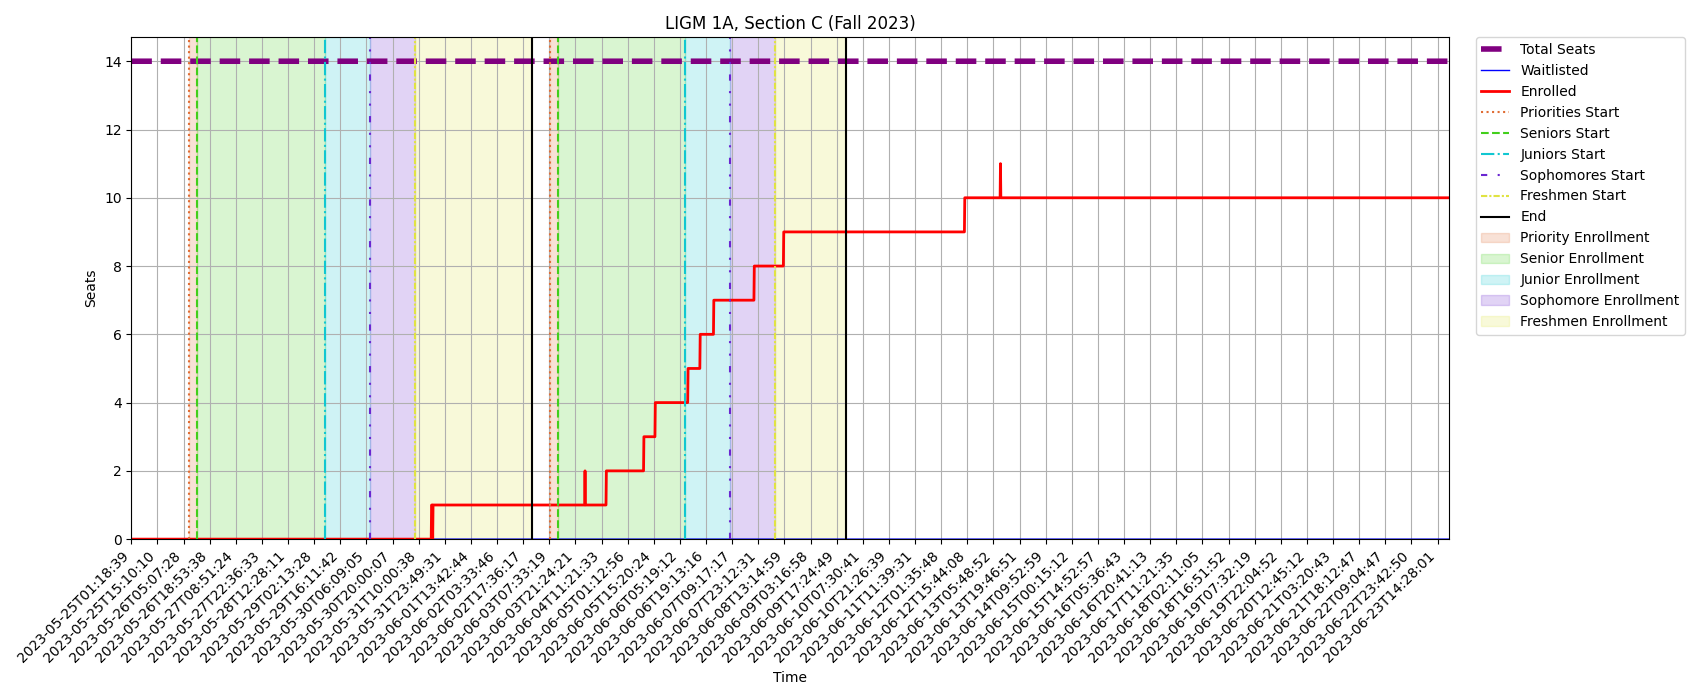 LIGM 1A, Section C (Fall 2023)
Seats
14
12
10
8
6
4
2
0
2023-05-25T01:18:39
2023-05-25T15:10:10
2023-05-26T05:07:28
2023-05-26T18:53:38
2023-05-27T08:51:24
2023-05-27T22:36:33
2023-05-28T12:28:11
2023-05-29T02:13:28
2023-05-29T16:11:42
2023-05-30T06:09:05
2023-05-30T20:00:07
2023-05-31T10:00:38
2023-05-31T23:49:31
2023-06-01T13:42:44
2023-06-02T03:33:46
2023-06-02T17:36:17
2023-06-03T07:33:19
2023-06-03T21:24:21
2023-06-04T11:21:33
2023-06-05T01:12:56
2023-06-05T15:20:24
2023-06-06T05:19:12
2023-06-06T19:13:16
2023-06-07T09:17:17
2023-06-07T23:12:31
2023-06-08T13:14:59
2023-06-09T03:16:58
2023-06-09T17:24:49
2023-06-10T07:30:41
2023-06-10T21:26:39
2023-06-11T11:39:31
2023-06-12T01:35:48
2023-06-12T15:44:08
2023-06-13T05:48:52
2023-06-13T19:46:51
2023-06-14T09:52:59
2023-06-15T00:15:12
2023-06-15T14:52:57
2023-06-16T05:36:43
2023-06-16T20:41:13
2023-06-17T11:21:35
2023-06-18T02:11:05
2023-06-18T16:51:52
2023-06-19T07:32:19
2023-06-19T22:04:52
2023-06-20T12:45:12
2023-06-21T03:20:43
2023-06-21T18:12:47
2023-06-22T09:04:47
2023-06-22T23:42:50
2023-06-23T14:28:01
Time
Total Seats
Waitlisted
Enrolled
Priorities Start
Seniors Start
Juniors Start
Sophomores Start
Freshmen Start
End
Priority Enrollment
Senior Enrollment
Junior Enrollment
Sophomore Enrollment
Freshmen Enrollment